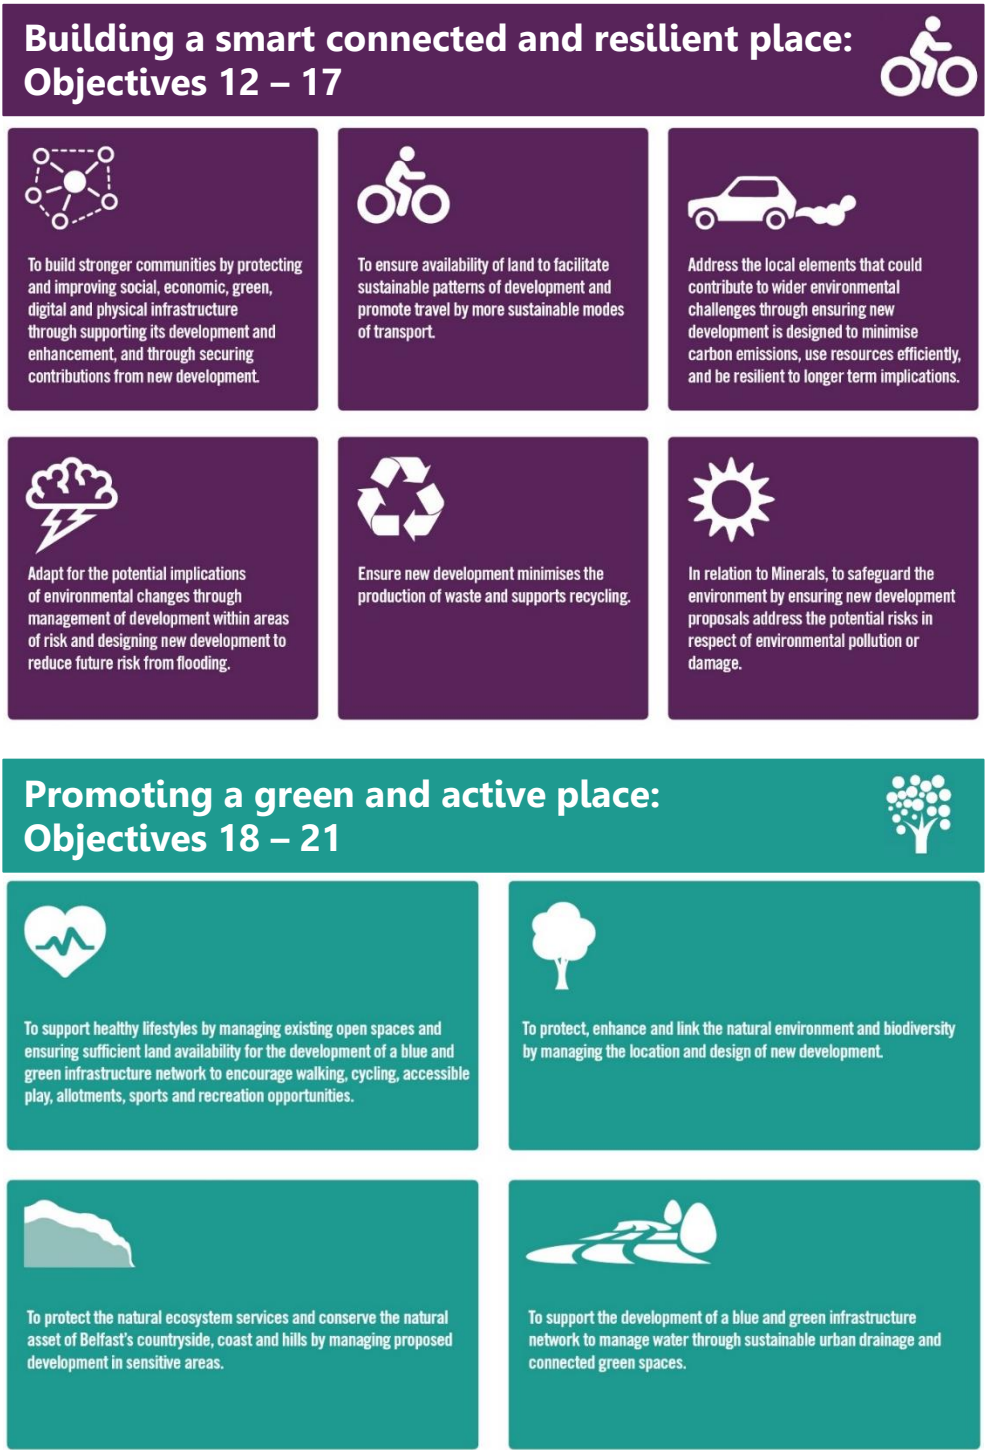 Building a smart connected and resilient place:
Objectives 12 – 17
To build stronger communities by protecting
and improving social, economic, green,
digital and physical infrastructure
through supporting its development and
enhancement, and through securing
contributions from new development.
To ensure availability of land to facilitate
sustainable patterns of development and
promote travel by more sustainable modes
of transport.
Address the local elements that could
contribute to wider environmental
challenges through ensuring new
development is designed to minimise
carbon emissions, use resources efficiently,
and be resilient to longer term implications.
Adapt for the potential implications
of environmental changes through
management of development within areas
of risk and designing new development to
reduce future risk from flooding.
Ensure new development minimises the
production of waste and supports recycling.
In relation to Minerals, to safeguard the
environment by ensuring new development
proposals address the potential risks in
respect of environmental pollution or
damage.
Promoting a green and active place:
Objectives 18 – 21
To support healthy lifestyles by managing existing open spaces and
ensuring sufficient land availability for the development of a blue and
green infrastructure network to encourage walking, cycling, accessible
play, allotments, sports and recreation opportunities.
To protect, enhance and link the natural environment and biodiversity
by managing the location and design of new development.
To protect the natural ecosystem services and conserve the natural
asset of Belfast's countryside, coast and hills by managing proposed
development in sensitive areas.
To support the development of a blue and green infrastructure
network to manage water through sustainable urban drainage and
connected green spaces.